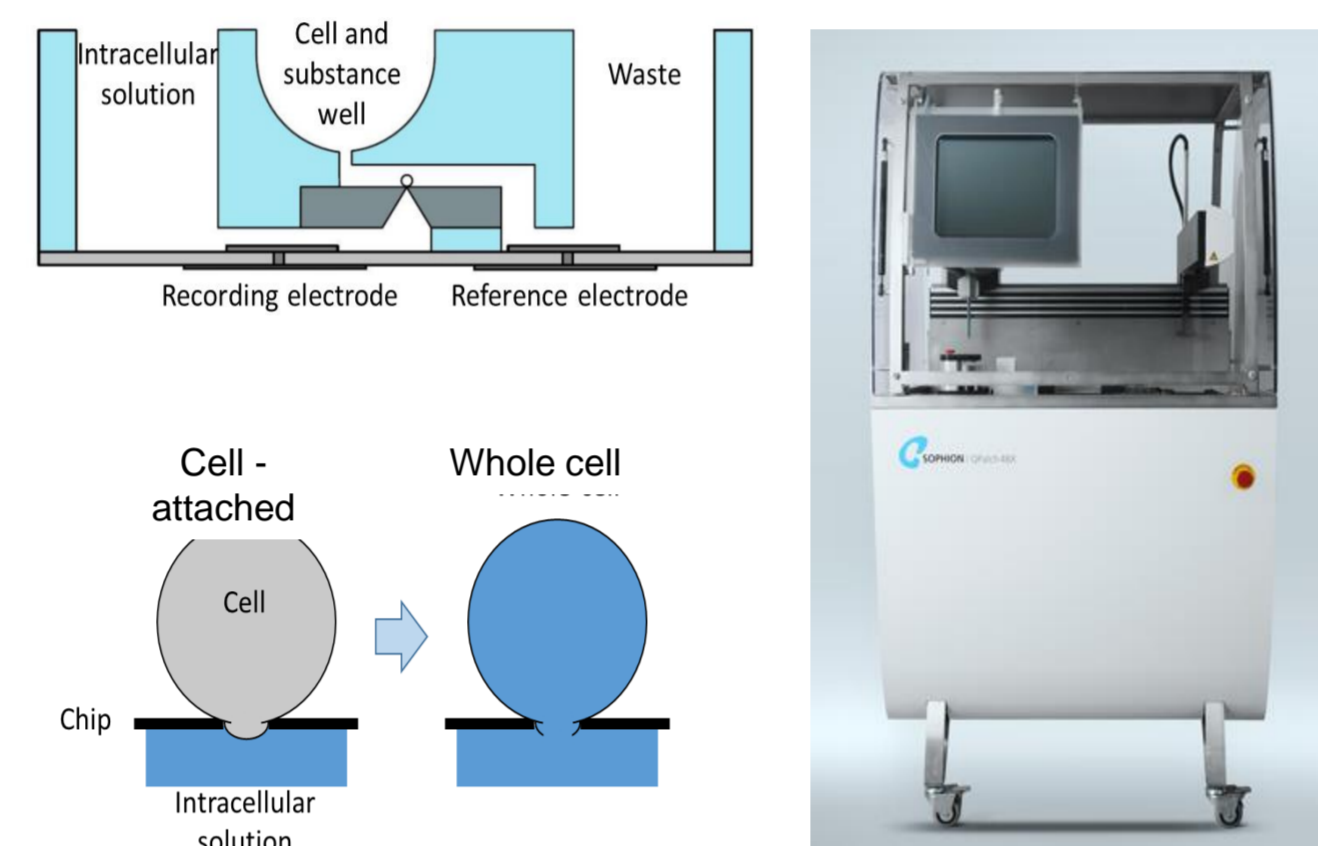 Intracellular
solution
Cell and
substance
well
Waste
Recording electrode
Reference electrode
Cell -
attached
Whole cell
Cell
Chip
Intracellular
solution
SOPHION